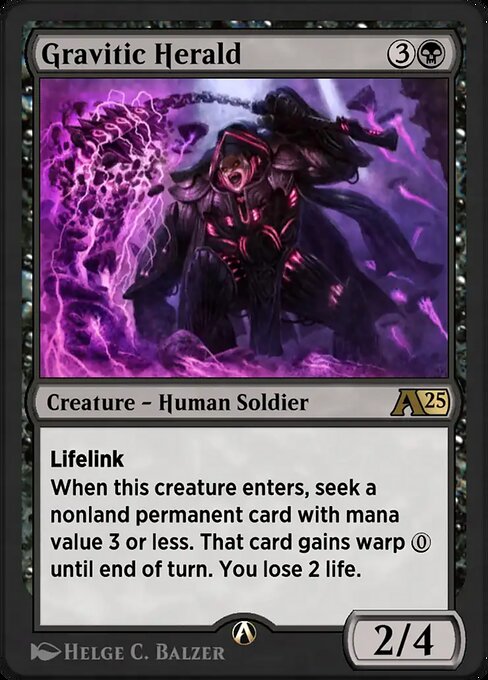 Gravitic Herald 3
Creature – Human Soldier A25
Lifelink
When this creature enters, seek a
nonland permanent card with mana
value 3 or less. That card gains warp 0
until end of turn. You lose 2 life.
Helge C. Balzer
2/4